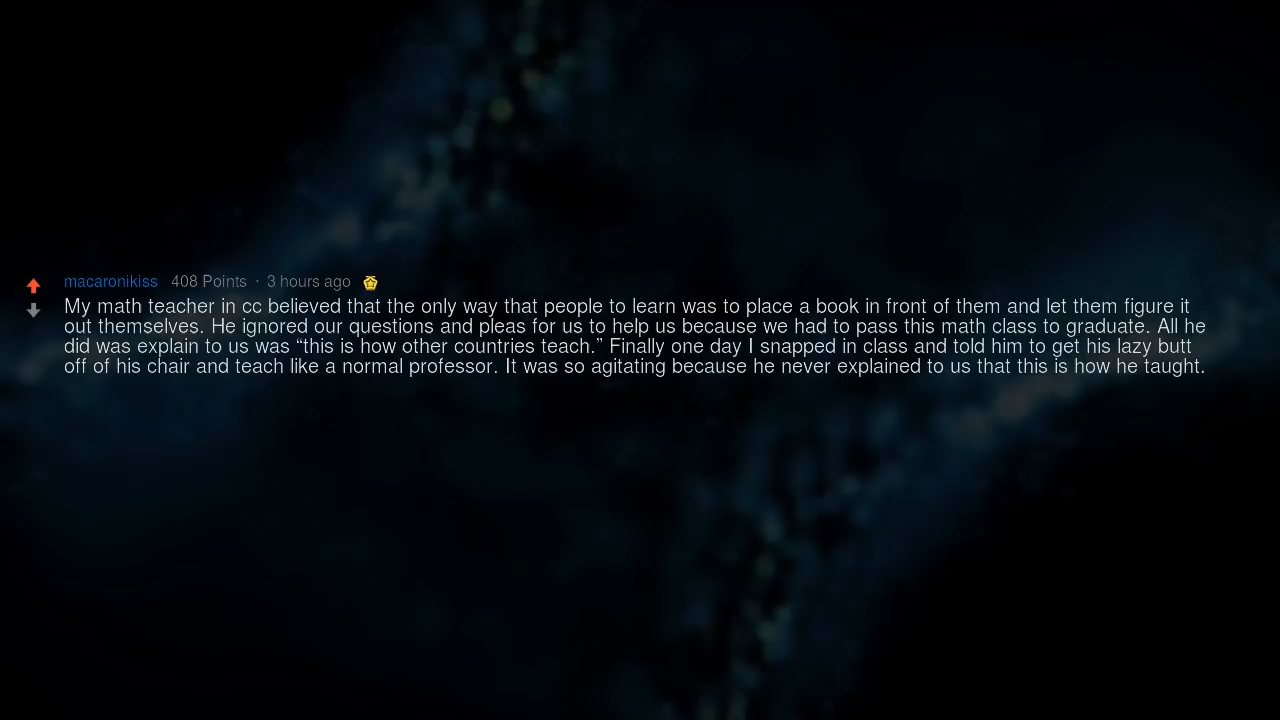 macaronikiss 408 Points · 3 hours ago
My math teacher in cc believed that the only way that people to learn was to place a book in front of them and let them figure it
out themselves. He ignored our questions and pleas for us to help us because we had to pass this math class to graduate. All he
did was explain to us was “this is how other countries teach.” Finally one day I snapped in class and told him to get his lazy butt
off of his chair and teach like a normal professor. It was so agitating because he never explained to us that this is how he taught.